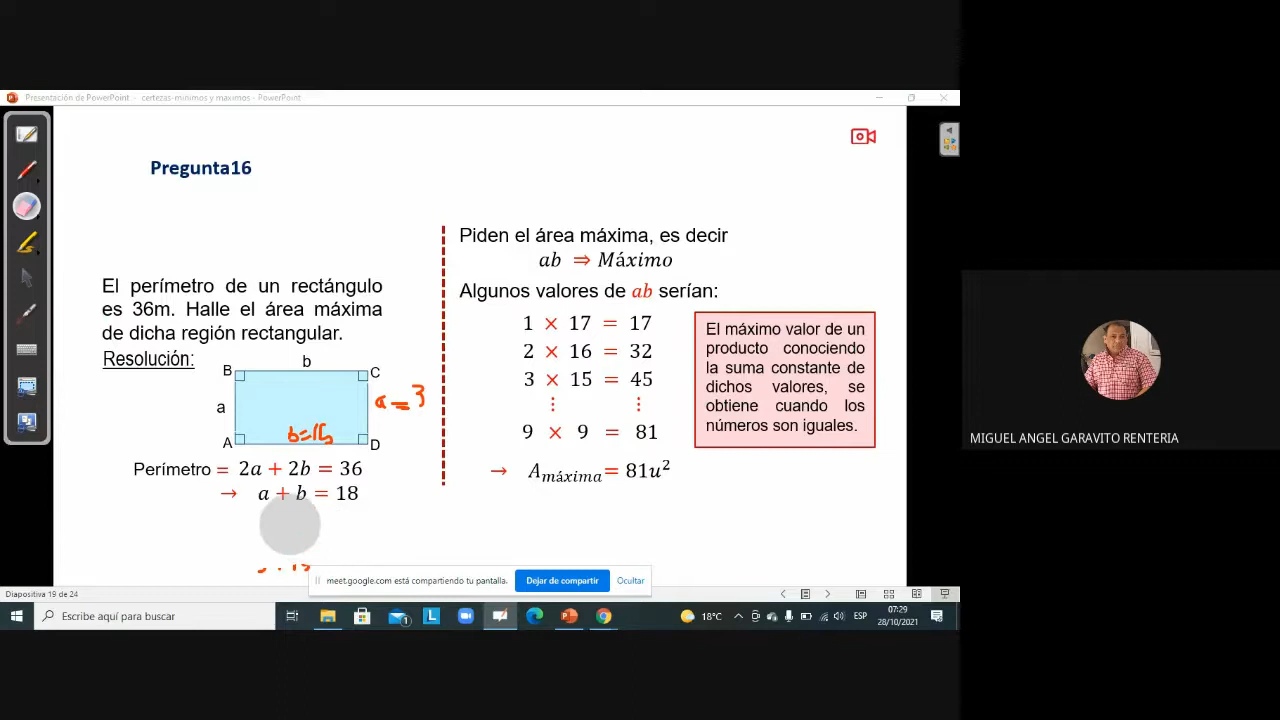 Presentación de PowerPoint - certezas-minimos y maximos - PowerPoint
Pregunta16
El perímetro de un rectángulo
es 36m. Halle el área máxima
de dicha región rectangular.
Resolución:
b
B
C
a
a = 3
b=15
A
D
Perímetro = 2a + 2b = 36
→ a + b = 18
Piden el área máxima, es decir
ab ⇒ Máximo
Algunos valores de ab serían:
1 × 17 = 17
2 × 16 = 32
3 × 15 = 45
⋮ ⋮
9 × 9 = 81
→ Amáxima= 81u²
El máximo valor de un
producto conociendo
la suma constante de
dichos valores, se
obtiene cuando los
números son iguales.
MIGUEL ANGEL GARAVITO RENTERIA
meet.google.com está compartiendo tu pantalla.
Dejar de compartir
Ocultar
Diapositiva 19 de 24
Escribe aquí para buscar
1
L
18°C
ESP
07:29
28/10/2021